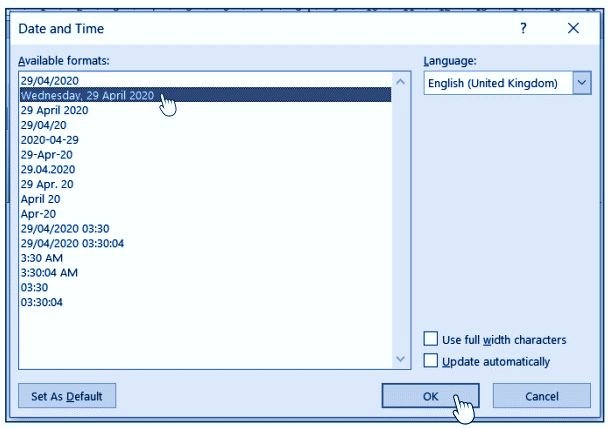 Date and Time
?
Available formats:
Language:
29/04/2020
Wednesday, 29 April 2020
29 April 2020
29/04/20
2020-04-29
29-Apr-20
29.04.2020
29 Apr. 20
April 20
Apr-20
29/04/2020 03:30
29/04/2020 03:30:04
3:30 AM
3:30:04 AM
03:30
03:30:04
English (United Kingdom)
Use full width characters
Update automatically
Set As Default
OK
Cancel